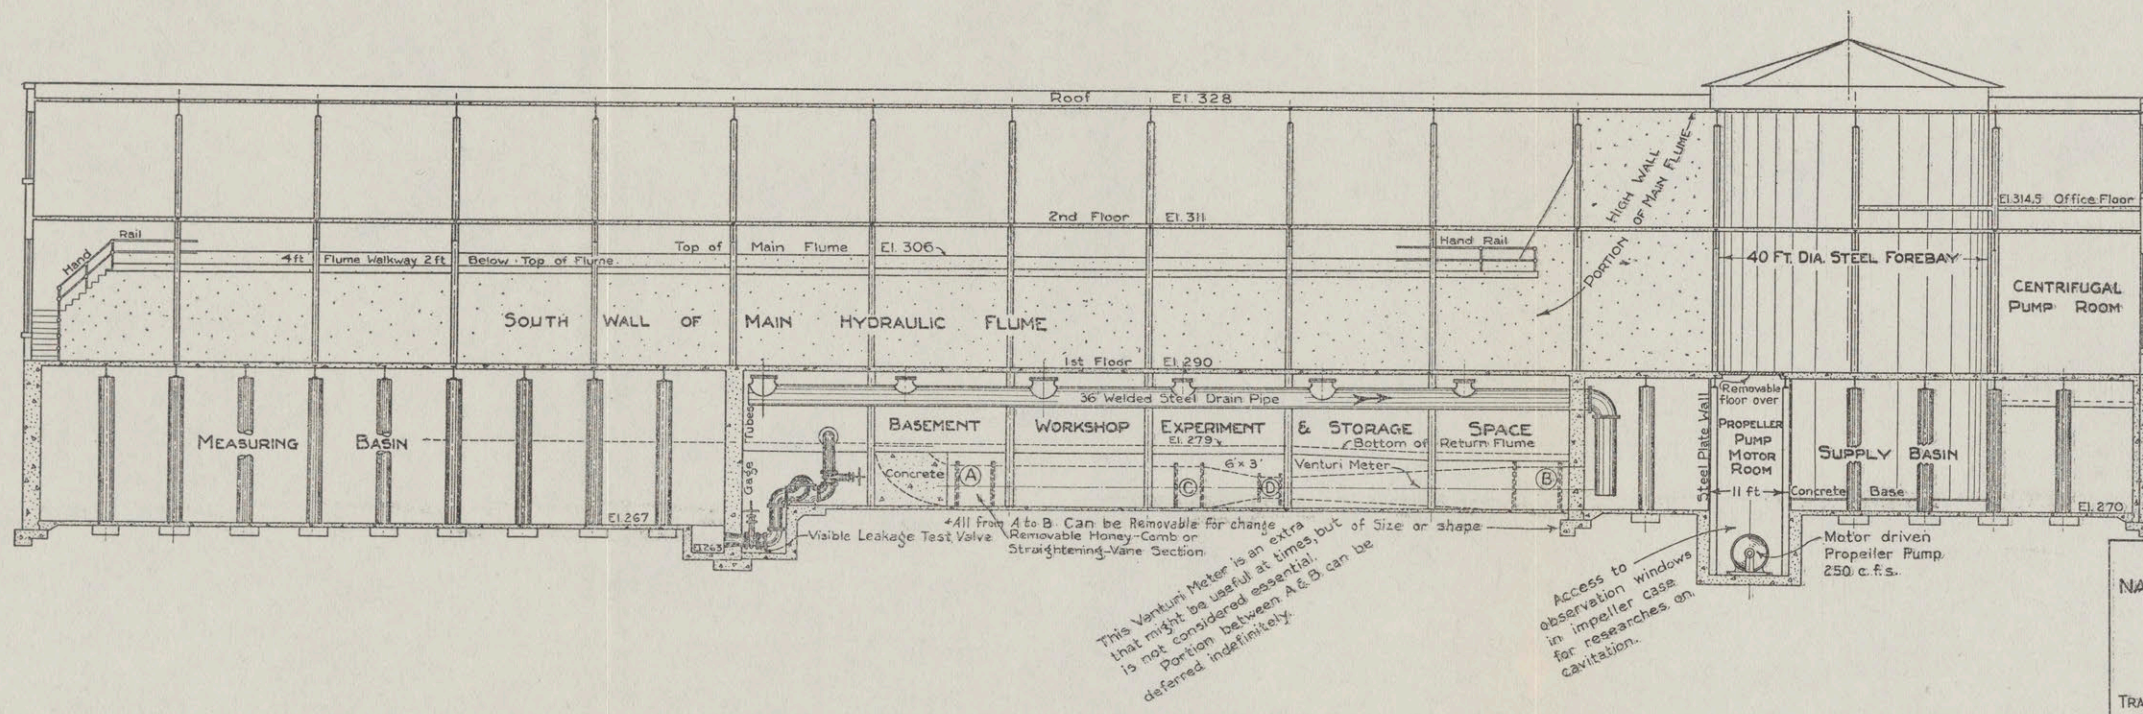 Roof El. 328
2nd Floor El. 311
El. 314.5 Office Floor
HIGH WALL
OF MAIN FLUME
PORTION
Hand Rail
Top of Main Flume El. 306
4ft Flume Walkway 2ft Below Top of Flume
Hand Rail
40 FT. DIA. STEEL FOREBAY
CENTRIFUGAL
PUMP ROOM
SOUTH WALL OF MAIN HYDRAULIC FLUME
1st Floor El. 290
36" Welded Steel Drain Pipe
Removable
floor over
PROPELLER
PUMP
MOTOR
ROOM
11 ft
Steel Plate Wall
MEASURING BASIN
Gage Tubes
BASEMENT WORKSHOP EXPERIMENT & STORAGE SPACE
El. 279
Bottom of Return Flume
6' x 3' Venturi Meter
Concrete
A
C
D
B
SUPPLY BASIN
Concrete Base
El. 267
El. 263
El. 270
Visible Leakage Test Valve
All from A to B Can be Removable for change of Size or shape
Removable Honey-Comb or
Straightening-Vane Section
This Venturi Meter is an extra
that might be useful at times, but
is not considered essential.
Portion between A & B can be
deferred indefinitely.
Access to
observation windows
in impeller case
for researches on
cavitation.
Motor driven
Propeller Pump
250 c.f.s.
NA
TRA